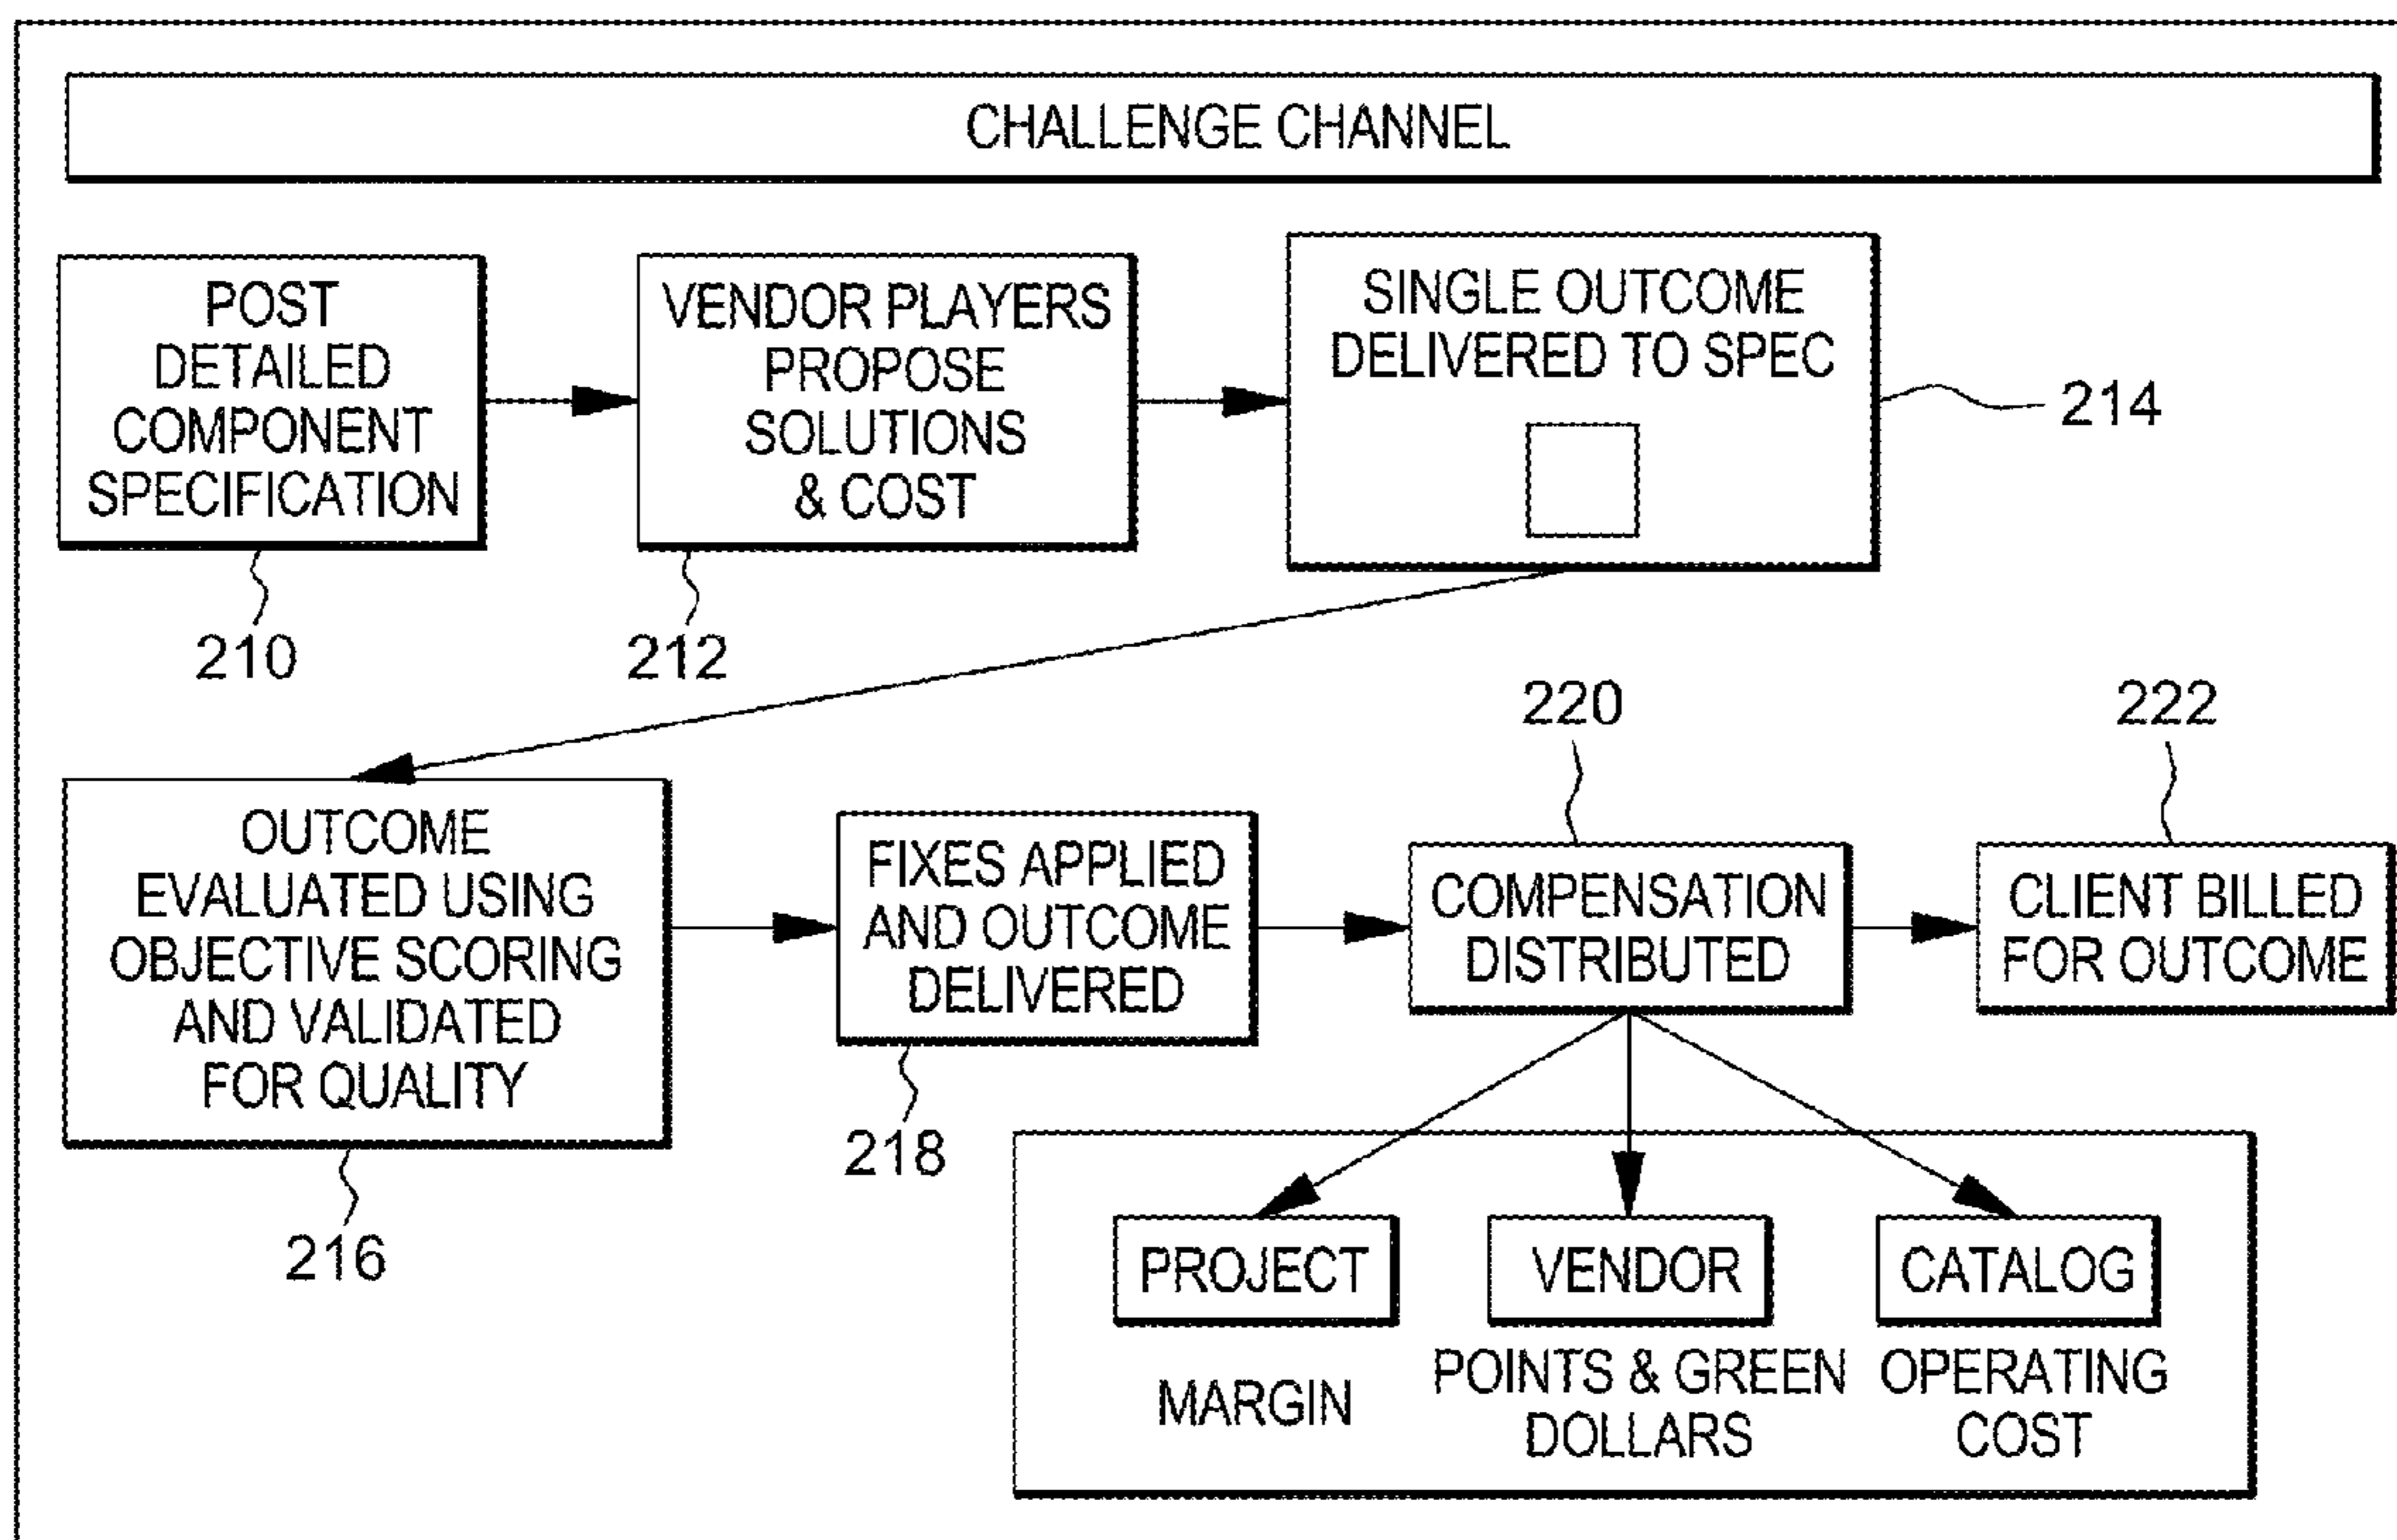 CHALLENGE CHANNEL
POST
DETAILED
COMPONENT
SPECIFICATION
210
VENDOR PLAYERS
PROPOSE
SOLUTIONS
& COST
212
SINGLE OUTCOME
DELIVERED TO SPEC
214
OUTCOME
EVALUATED USING
OBJECTIVE SCORING
AND VALIDATED
FOR QUALITY
216
FIXES APPLIED
AND OUTCOME
DELIVERED
218
220
COMPENSATION
DISTRIBUTED
222
CLIENT BILLED
FOR OUTCOME
PROJECT
MARGIN
VENDOR
POINTS & GREEN
DOLLARS
CATALOG
OPERATING
COST